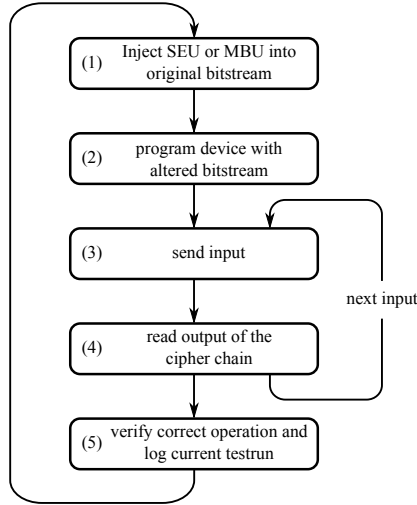 (1) Inject SEU or MBU into
original bitstream
(2) program device with
altered bitstream
(3) send input
next input
(4) read output of the
cipher chain
(5) verify correct operation and
log current testrun